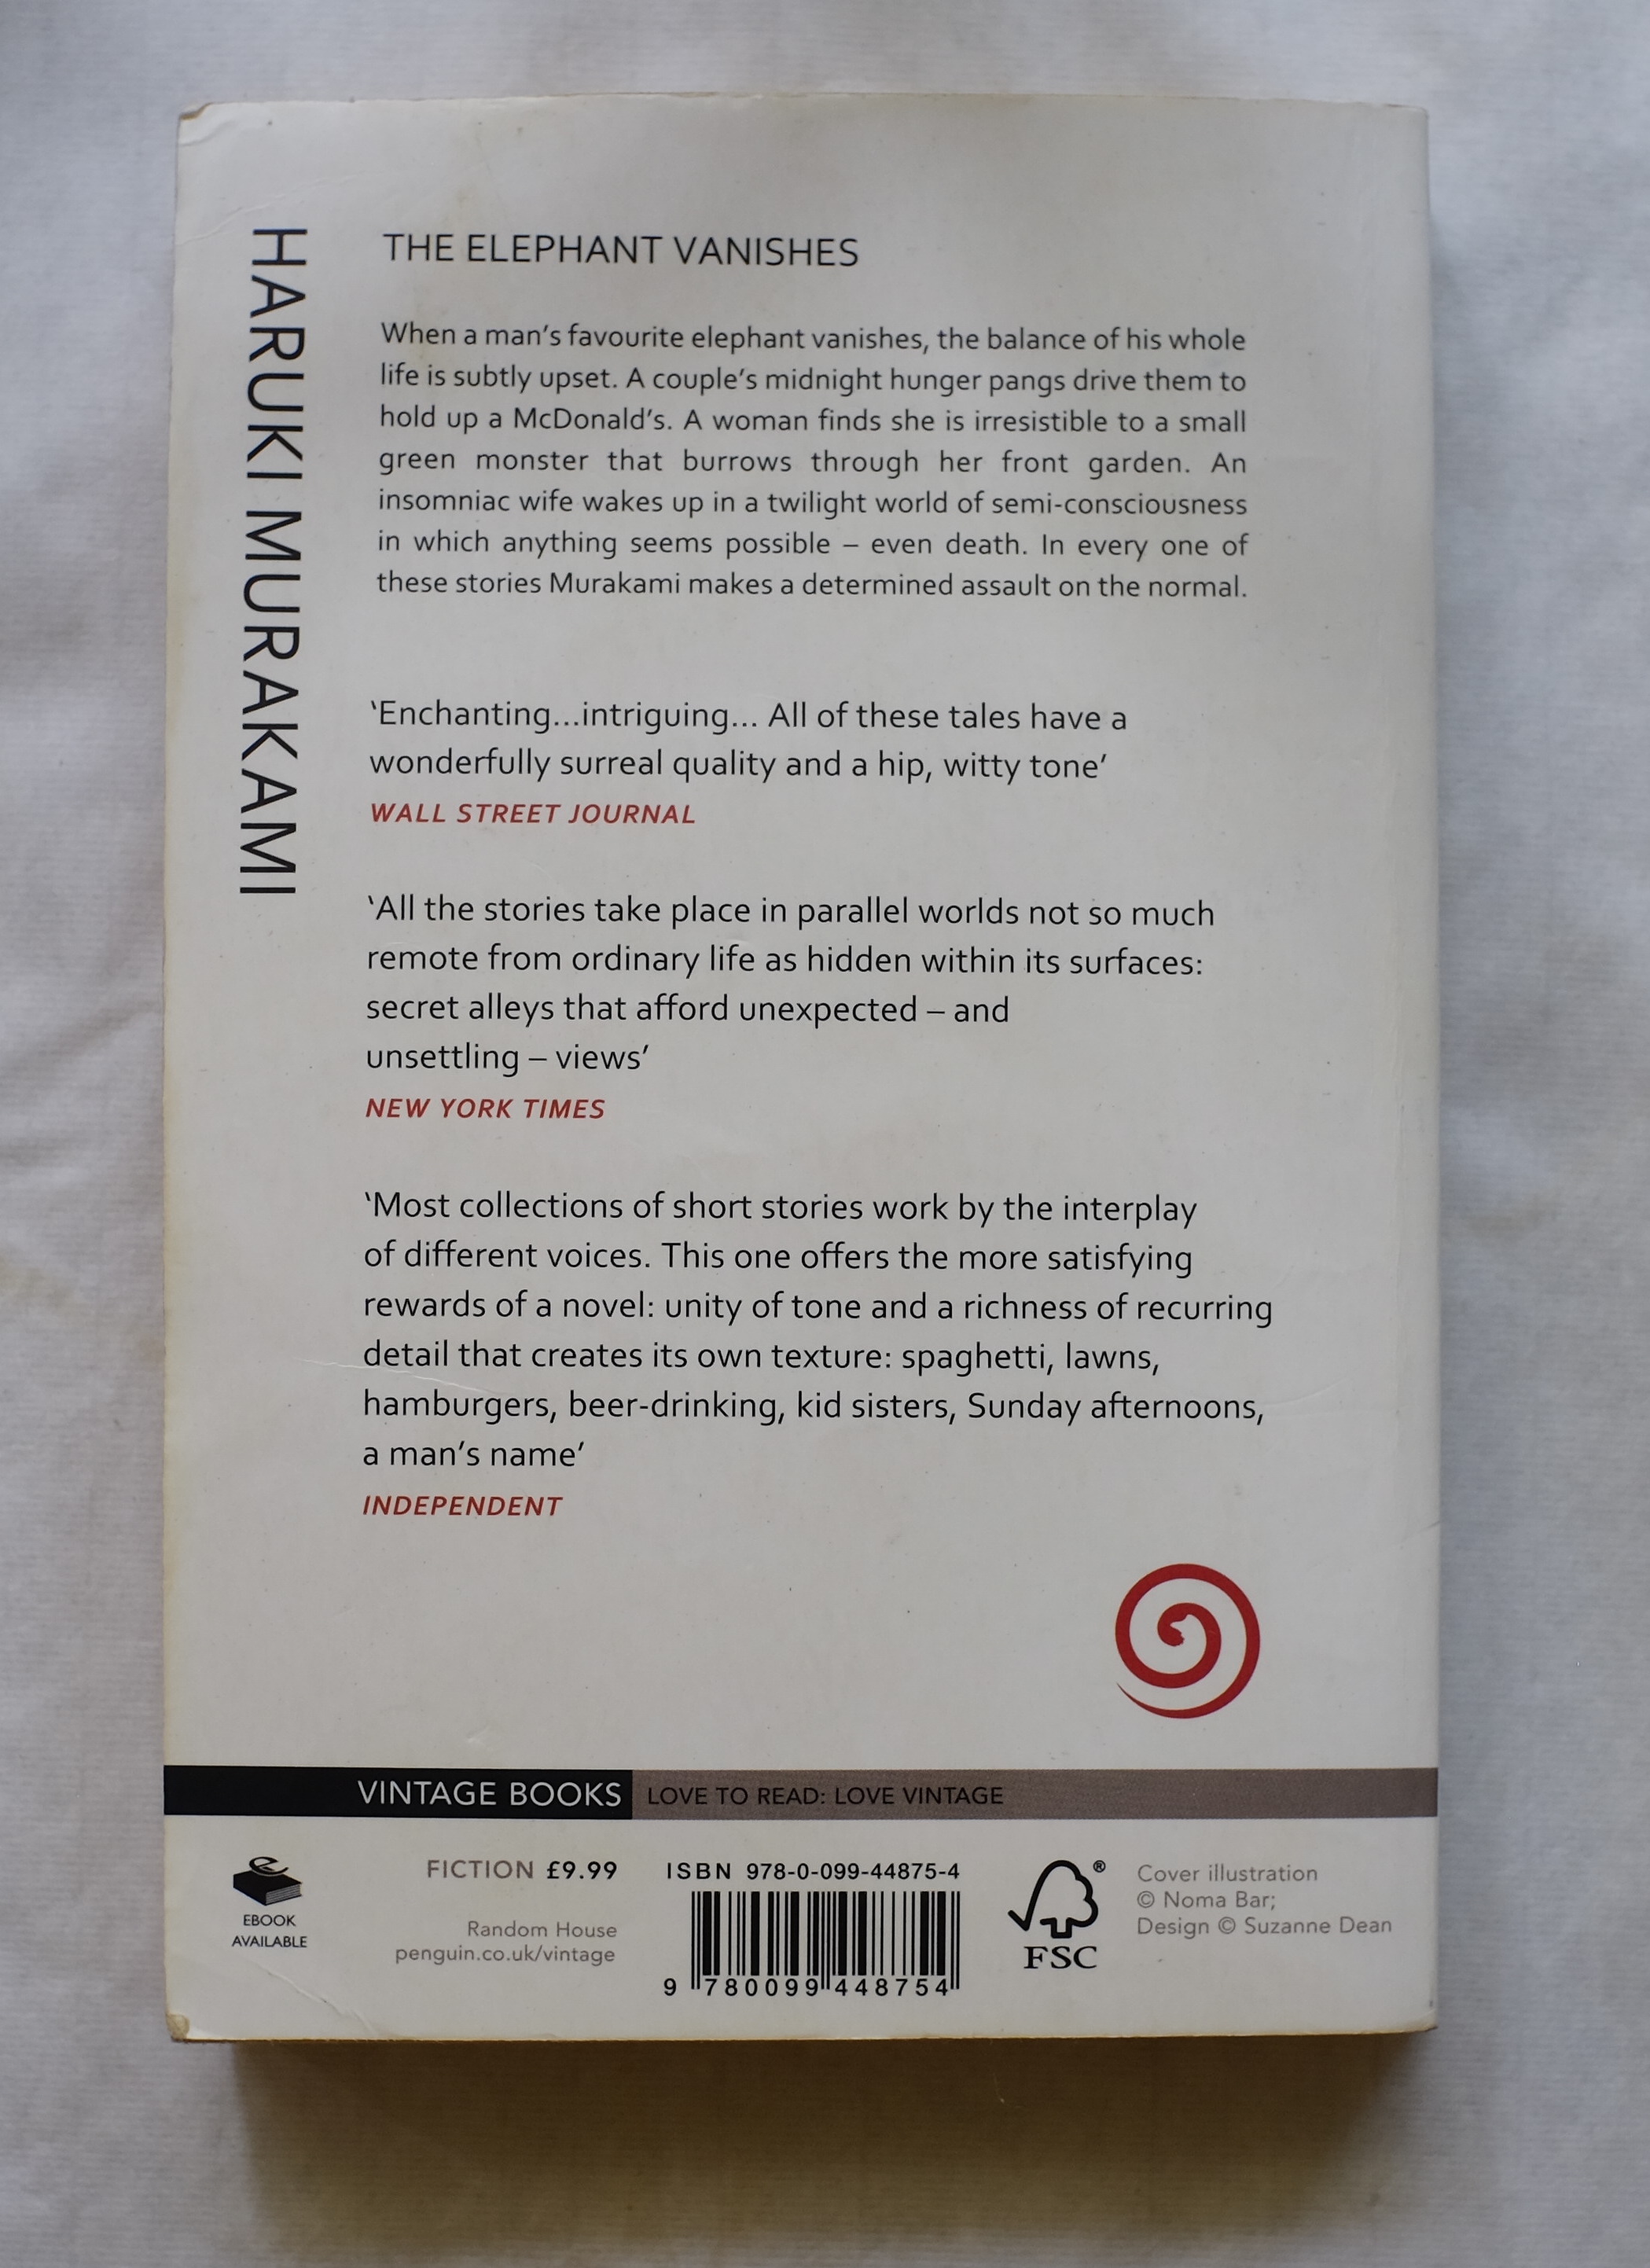 HARUKI MURAKAMI
THE ELEPHANT VANISHES
When a man’s favourite elephant vanishes, the balance of his whole
life is subtly upset. A couple’s midnight hunger pangs drive them to
hold up a McDonald’s. A woman finds she is irresistible to a small
green monster that burrows through her front garden. An
insomniac wife wakes up in a twilight world of semi-consciousness
in which anything seems possible – even death. In every one of
these stories Murakami makes a determined assault on the normal.
‘Enchanting...intriguing... All of these tales have a
wonderfully surreal quality and a hip, witty tone’
WALL STREET JOURNAL
‘All the stories take place in parallel worlds not so much
remote from ordinary life as hidden within its surfaces:
secret alleys that afford unexpected – and
unsettling – views’
NEW YORK TIMES
‘Most collections of short stories work by the interplay
of different voices. This one offers the more satisfying
rewards of a novel: unity of tone and a richness of recurring
detail that creates its own texture: spaghetti, lawns,
hamburgers, beer-drinking, kid sisters, Sunday afternoons,
a man’s name’
INDEPENDENT
VINTAGE BOOKS LOVE TO READ: LOVE VINTAGE
EBOOK
AVAILABLE
FICTION £9.99
Random House
penguin.co.uk/vintage
ISBN 978-0-099-44875-4
9 780099 448754
®
FSC
Cover illustration
© Noma Bar;
Design © Suzanne Dean